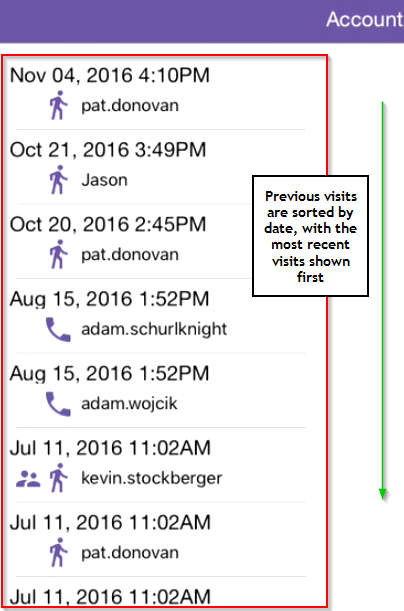 Account
Nov 04, 2016 4:10PM
pat.donovan
Oct 21, 2016 3:49PM
Jason
Oct 20, 2016 2:45PM
pat.donovan
Aug 15, 2016 1:52PM
adam.schurlknight
Aug 15, 2016 1:52PM
adam.wojcik
Jul 11, 2016 11:02AM
kevin.stockberger
Jul 11, 2016 11:02AM
pat.donovan
Jul 11, 2016 11:02AM
Previous visits
are sorted by
date, with the
most recent
visits shown
first